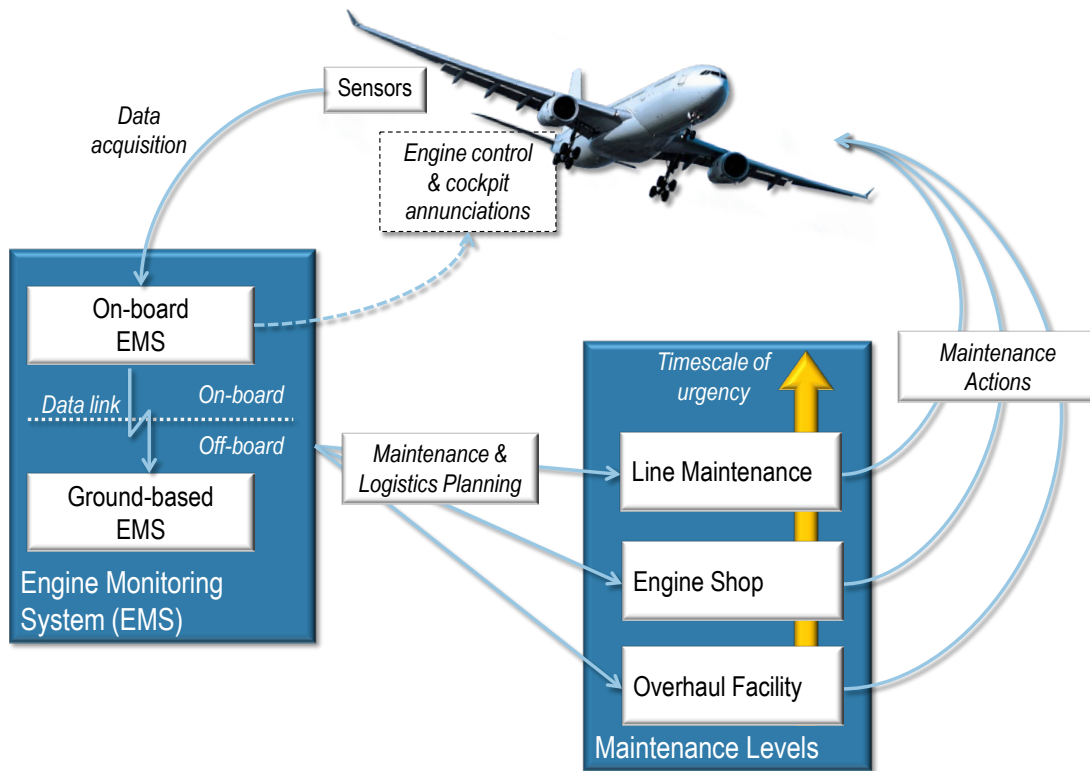 Sensors
Data
acquisition
Engine control
& cockpit
annunciations
On-board
EMS
Data link
On-board
Off-board
Ground-based
EMS
Engine Monitoring
System (EMS)
Maintenance &
Logistics Planning
Timescale of
urgency
Line Maintenance
Engine Shop
Overhaul Facility
Maintenance Levels
Maintenance
Actions